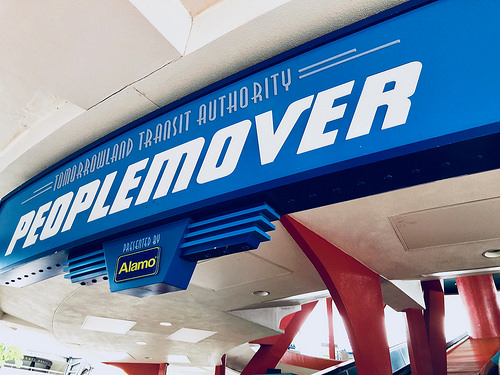 TOMORROWLAND TRANSIT AUTHORITY
PEOPLEMOVER
PRESENTED BY
Alamo